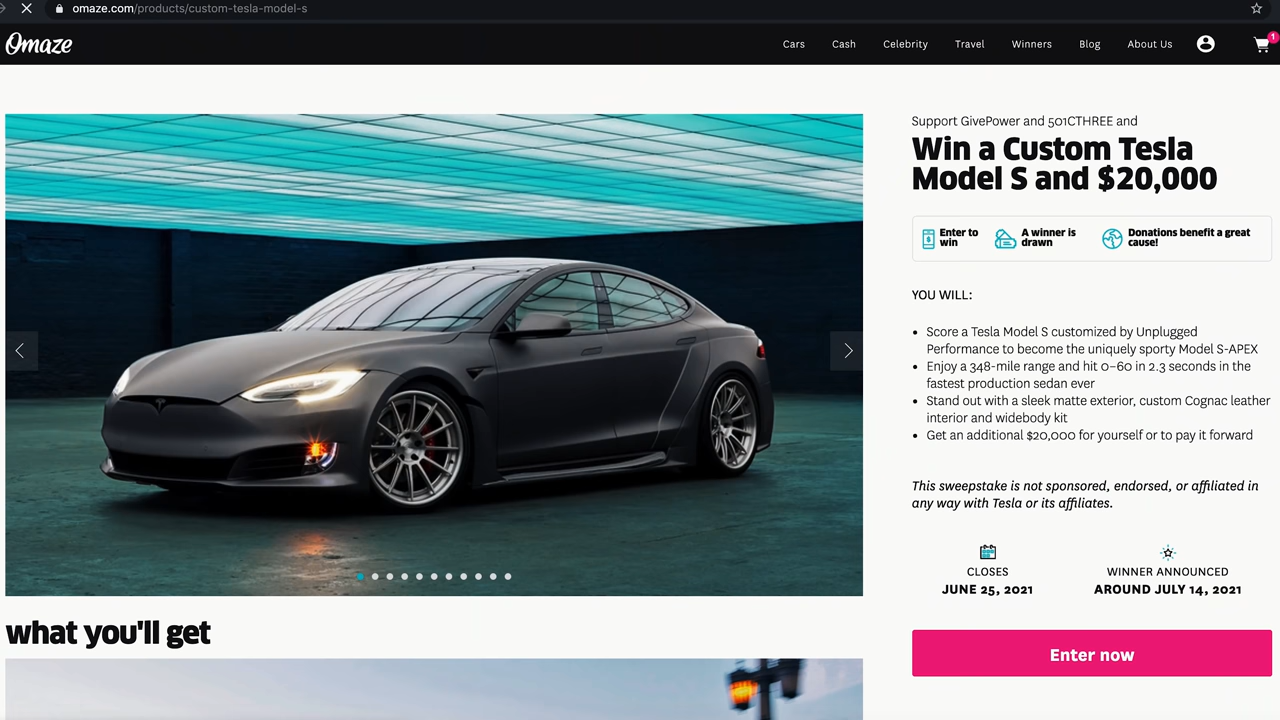 omaze.com/products/custom-tesla-model-s
Omaze
Cars Cash Celebrity Travel Winners Blog About Us 1
Support GivePower and 501CTHREE and
Win a Custom Tesla
Model S and $20,000
Enter to
win
A winner is
drawn
Donations benefit a great
cause!
YOU WILL:
Score a Tesla Model S customized by Unplugged
Performance to become the uniquely sporty Model S-APEX
Enjoy a 348-mile range and hit 0–60 in 2.3 seconds in the
fastest production sedan ever
Stand out with a sleek matte exterior, custom Cognac leather
interior and widebody kit
Get an additional $20,000 for yourself or to pay it forward
This sweepstake is not sponsored, endorsed, or affiliated in
any way with Tesla or its affiliates.
CLOSES
JUNE 25, 2021
WINNER ANNOUNCED
AROUND JULY 14, 2021
Enter now
what you'll get